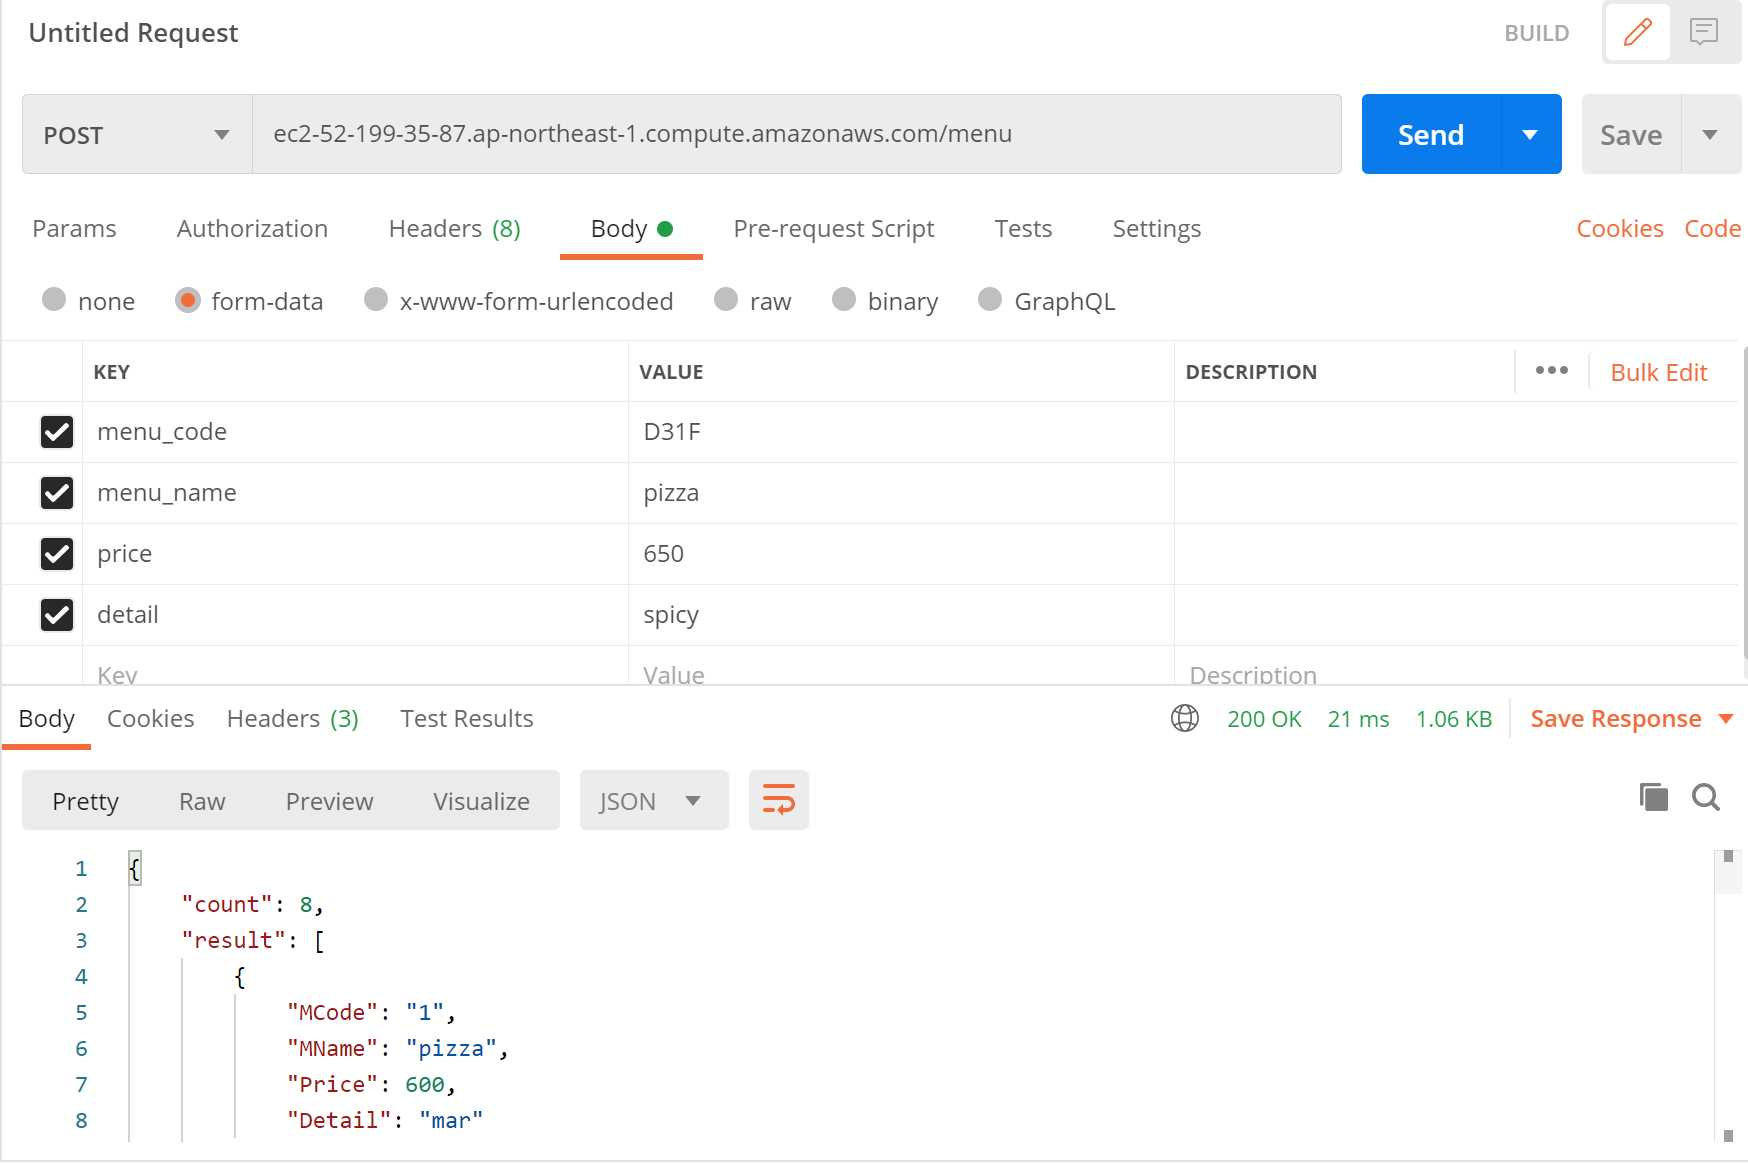 Untitled Request
BUILD
POST
ec2-52-199-35-87.ap-northeast-1.compute.amazonaws.com/menu
Send
Save
Params Authorization Headers (8) Body Pre-request Script Tests Settings Cookies Code
none form-data x-www-form-urlencoded raw binary GraphQL
KEY VALUE DESCRIPTION ••• Bulk Edit
menu_code D31F
menu_name pizza
price 650
detail spicy
Key Value Description
Body Cookies Headers (3) Test Results 200 OK 21 ms 1.06 KB Save Response
Pretty Raw Preview Visualize JSON
1 {
2 "count": 8,
3 "result": [
4 {
5 "MCode": "1",
6 "MName": "pizza",
7 "Price": 600,
8 "Detail": "mar"